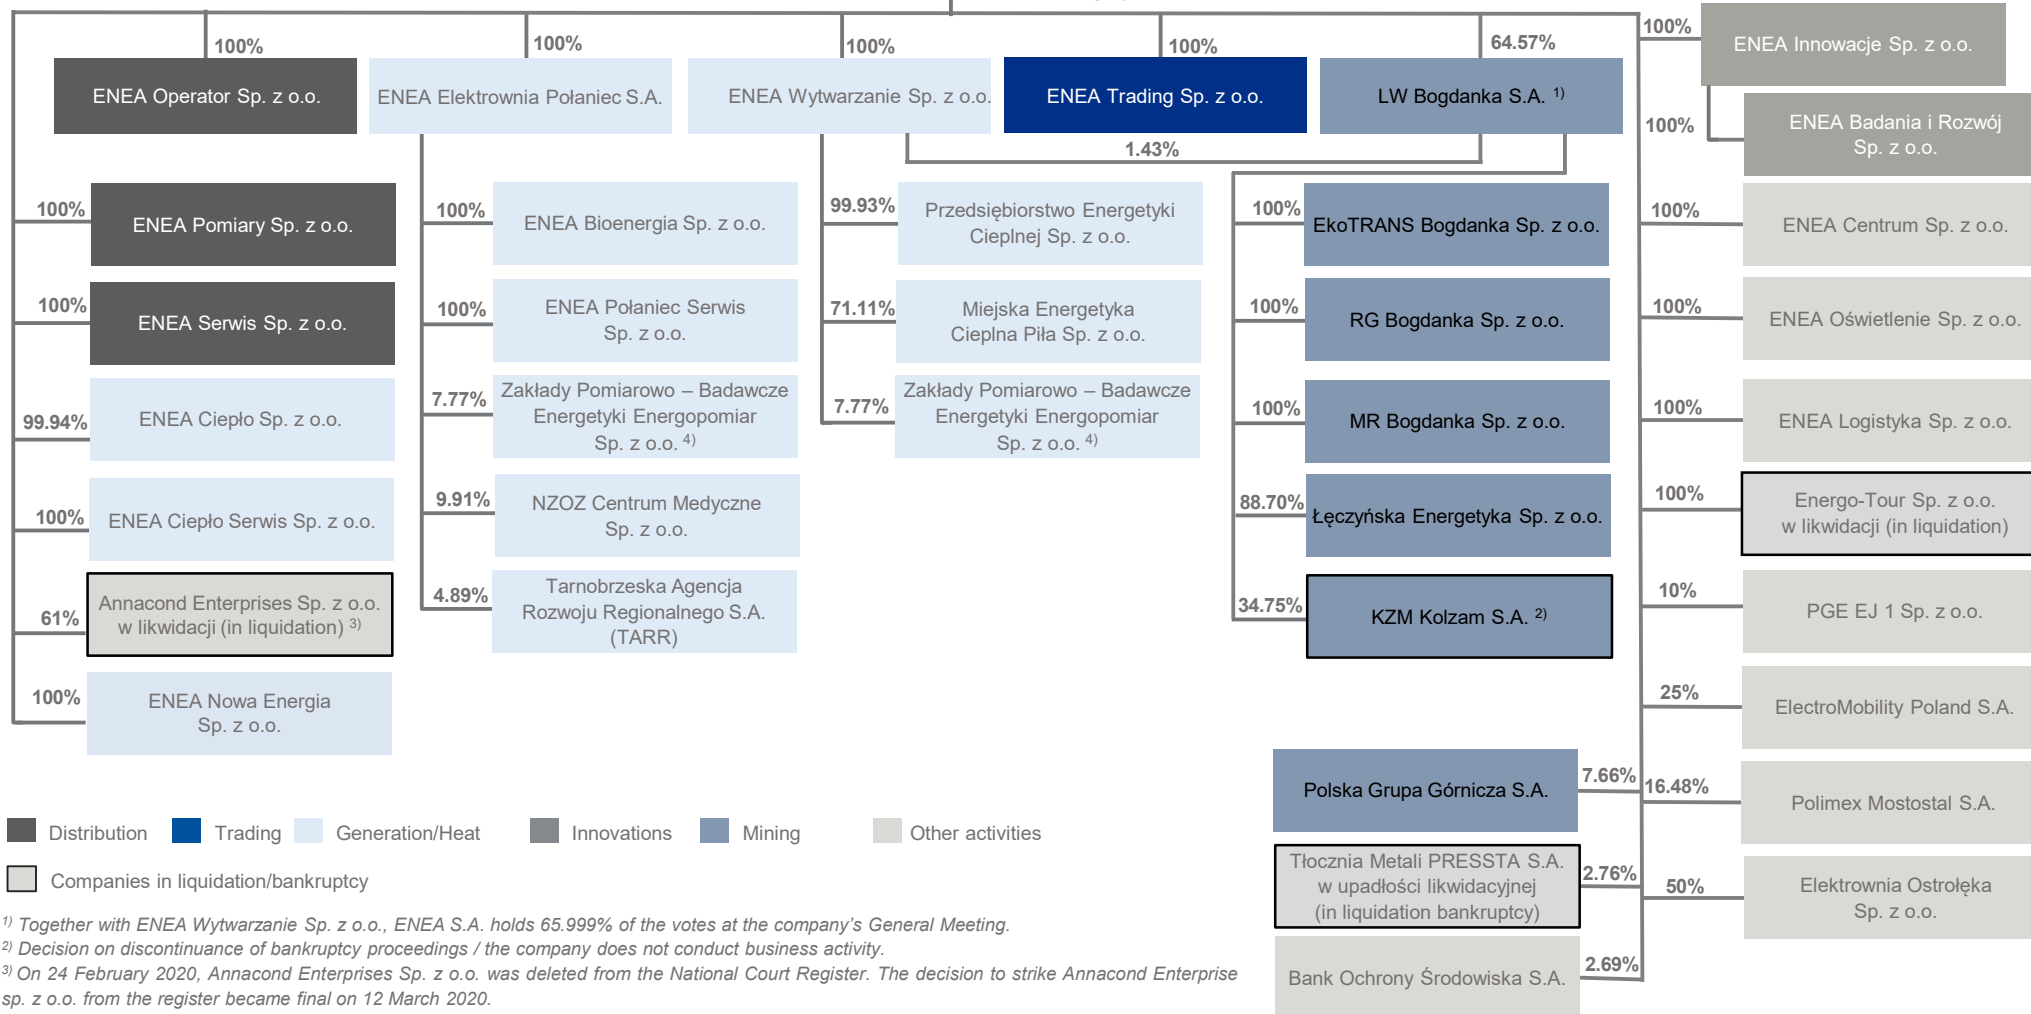 100%
100%
100%
100%
64.57%
100%
ENEA Innowacje Sp. z o.o.
ENEA Operator Sp. z o.o.
ENEA Elektrownia Połaniec S.A.
ENEA Wytwarzanie Sp. z o.o.
ENEA Trading Sp. z o.o.
LW Bogdanka S.A. 1)
100%
ENEA Badania i Rozwój
Sp. z o.o.
1.43%
100%
ENEA Pomiary Sp. z o.o.
100%
ENEA Serwis Sp. z o.o.
99.94%
ENEA Ciepło Sp. z o.o.
100%
ENEA Ciepło Serwis Sp. z o.o.
61%
Annacond Enterprises Sp. z o.o.
w likwidacji (in liquidation) 3)
100%
ENEA Nowa Energia
Sp. z o.o.
100%
ENEA Bioenergia Sp. z o.o.
100%
ENEA Połaniec Serwis
Sp. z o.o.
7.77%
Zakłady Pomiarowo – Badawcze
Energetyki Energopomiar
Sp. z o.o. 4)
9.91%
NZOZ Centrum Medyczne
Sp. z o.o.
4.89%
Tarnobrzeska Agencja
Rozwoju Regionalnego S.A.
(TARR)
99.93%
Przedsiębiorstwo Energetyki
Cieplnej Sp. z o.o.
71.11%
Miejska Energetyka
Cieplna Piła Sp. z o.o.
7.77%
Zakłady Pomiarowo – Badawcze
Energetyki Energopomiar
Sp. z o.o. 4)
100%
EkoTRANS Bogdanka Sp. z o.o.
100%
RG Bogdanka Sp. z o.o.
100%
MR Bogdanka Sp. z o.o.
88.70%
Łęczyńska Energetyka Sp. z o.o.
34.75%
KZM Kolzam S.A. 2)
100%
ENEA Centrum Sp. z o.o.
100%
ENEA Oświetlenie Sp. z o.o.
100%
ENEA Logistyka Sp. z o.o.
100%
Energo-Tour Sp. z o.o.
w likwidacji (in liquidation)
10%
PGE EJ 1 Sp. z o.o.
25%
ElectroMobility Poland S.A.
16.48%
Polimex Mostostal S.A.
50%
Elektrownia Ostrołęka
Sp. z o.o.
Polska Grupa Górnicza S.A.
7.66%
Tłocznia Metali PRESSTA S.A.
w upadłości likwidacyjnej
(in liquidation bankruptcy)
2.76%
Bank Ochrony Środowiska S.A.
2.69%
Distribution
Trading
Generation/Heat
Innovations
Mining
Other activities
Companies in liquidation/bankruptcy
1) Together with ENEA Wytwarzanie Sp. z o.o., ENEA S.A. holds 65.999% of the votes at the company's General Meeting.
2) Decision on discontinuance of bankruptcy proceedings / the company does not conduct business activity.
3) On 24 February 2020, Annacond Enterprises Sp. z o.o. was deleted from the National Court Register. The decision to strike Annacond Enterprise
sp. z o.o. from the register became final on 12 March 2020.